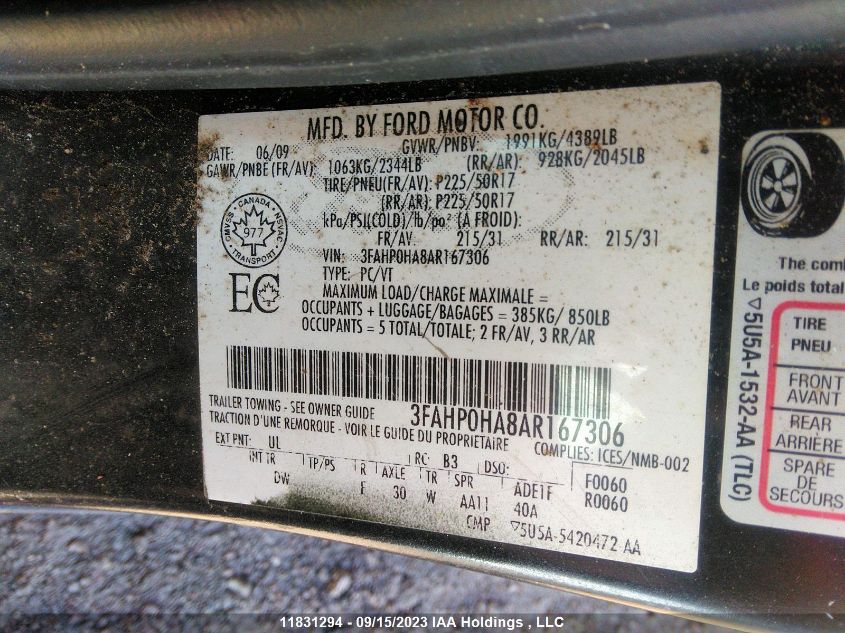 MFD. BY FORD MOTOR CO.
DATE: 06/09 GVWR/PNBV: 1991KG/4389LB
GAWR/PNBE (FR/AV): 1063KG/2344LB (RR/AR): 928KG/2045LB
TIRE/PNEU(FR/AV): P225/50R17
(RR/AR): P225/50R17
kPa/PSI(COLD)/lb/po² (A FROID):
FR/AV. 215/31 RR/AR: 215/31
VIN: 3FAHP0HA8AR167306
TYPE: PC/VT
CANADA
CMVSS NSVAC
977
TRANSPORT
EC
MAXIMUM LOAD/CHARGE MAXIMALE =
OCCUPANTS + LUGGAGE/BAGAGES = 385KG/ 850LB
OCCUPANTS = 5 TOTAL/TOTALE; 2 FR/AV, 3 RR/AR
TRAILER TOWING - SEE OWNER GUIDE 3FAHP0HA8AR167306
TRACTION D'UNE REMORQUE - VOIR LE GUIDE DU PROPRIETAIRE
COMPLIES: ICES/NMB-002
EXT PNT: UL RC: B3 DSO: F0060
INT TR TP/PS R AXLE TR SPR R0060
DW F 30 W AA11 ADE1F
40A
CMP ▽5U5A-5420472-AA
The comb
Le poids total
▽5U5A-1532-AA (TLC)
TIRE
PNEU
FRONT
AVANT
REAR
ARRIÈRE
SPARE
DE
SECOURS
11831294 - 09/15/2023 IAA Holdings , LLC